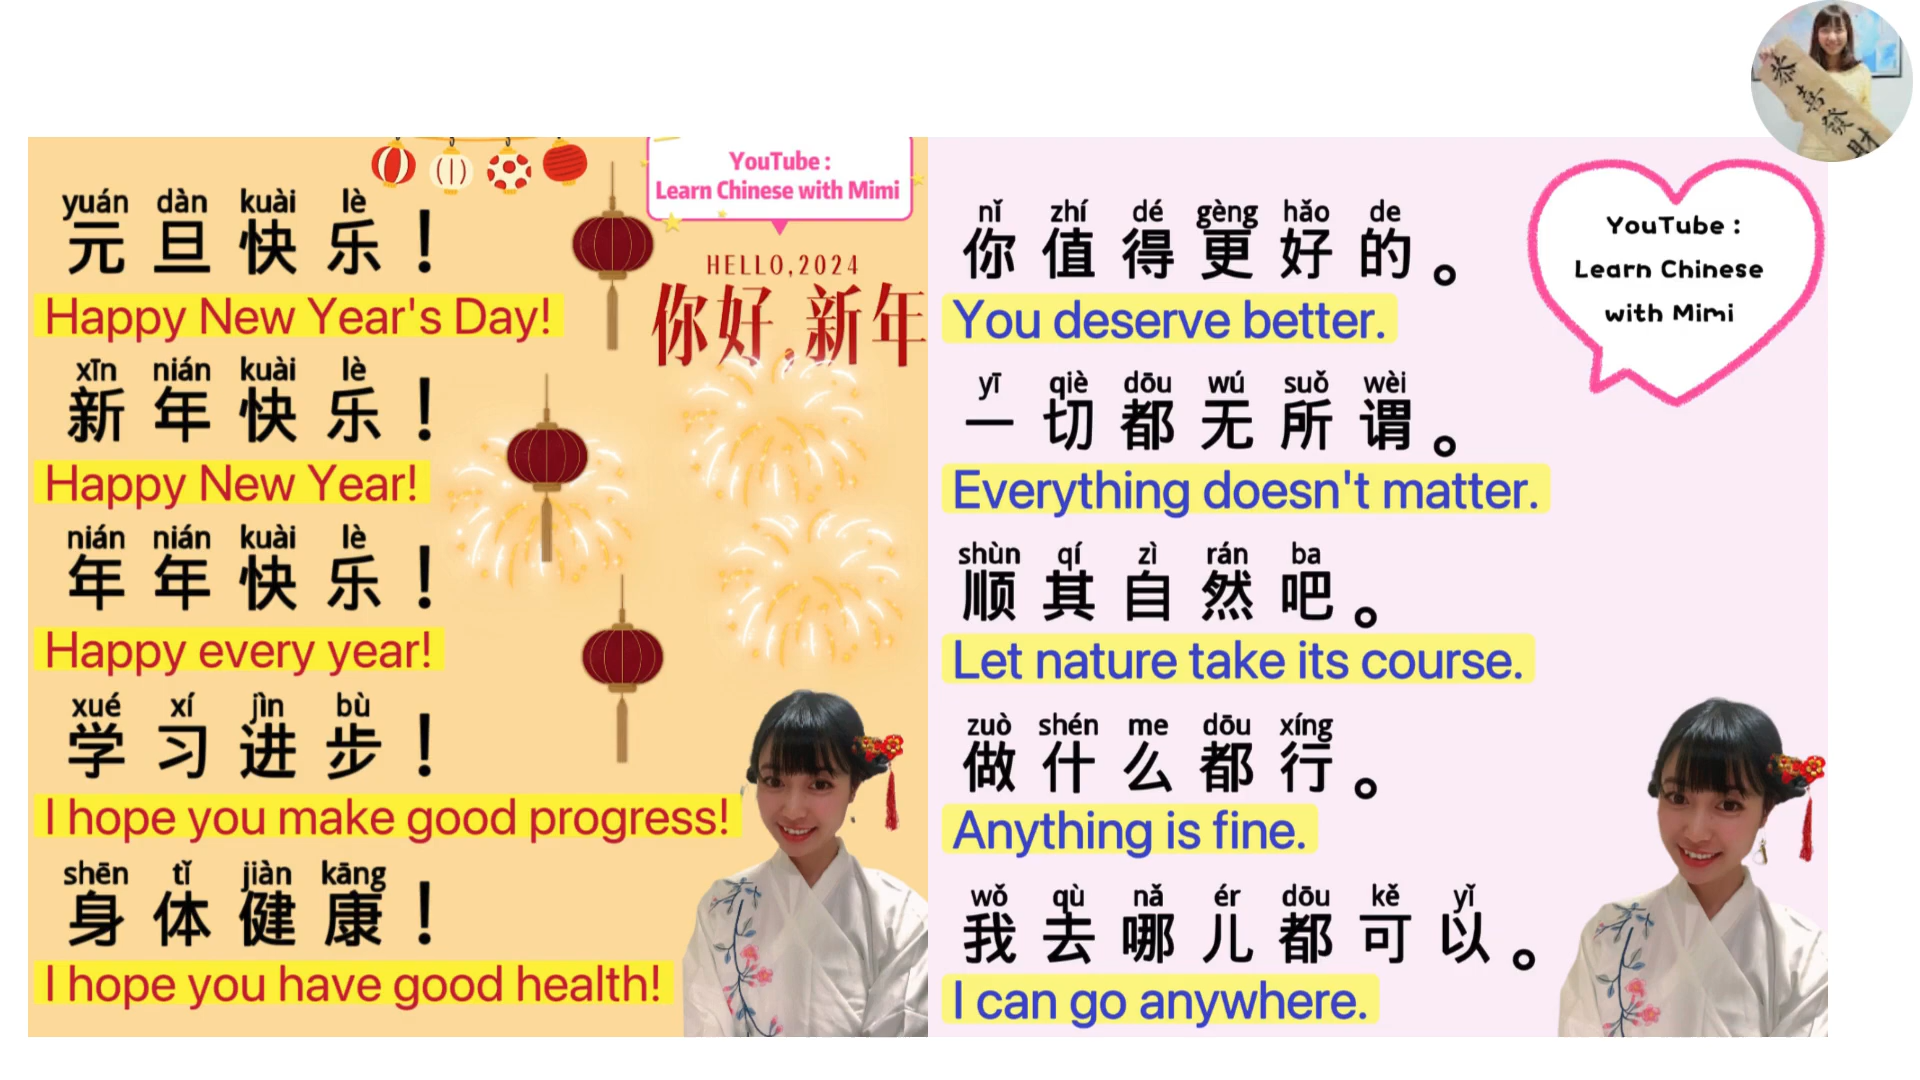 恭喜發財
YouTube :
Learn Chinese with Mimi
HELLO,2024
你好,新年
yuán dàn kuài lè
元旦快乐！
Happy New Year's Day!
xīn nián kuài lè
新年快乐！
Happy New Year!
nián nián kuài lè
年年快乐！
Happy every year!
xué xí jìn bù
学习进步！
I hope you make good progress!
shēn tǐ jiàn kāng
身体健康！
I hope you have good health!
YouTube :
Learn Chinese
with Mimi
nǐ zhí dé gèng hǎo de
你值得更好的。
You deserve better.
yī qiè dōu wú suǒ wèi
一切都无所谓。
Everything doesn't matter.
shùn qí zì rán ba
顺其自然吧。
Let nature take its course.
zuò shén me dōu xíng
做什么都行。
Anything is fine.
wǒ qù nǎ ér dōu kě yǐ
我去哪儿都可以。
I can go anywhere.